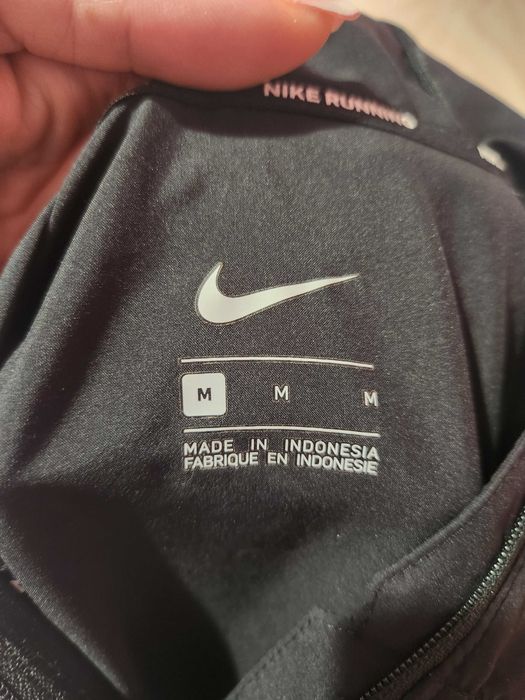 NIKE RUNNING
M M M
MADE IN INDONESIA
FABRIQUE EN INDONESIE